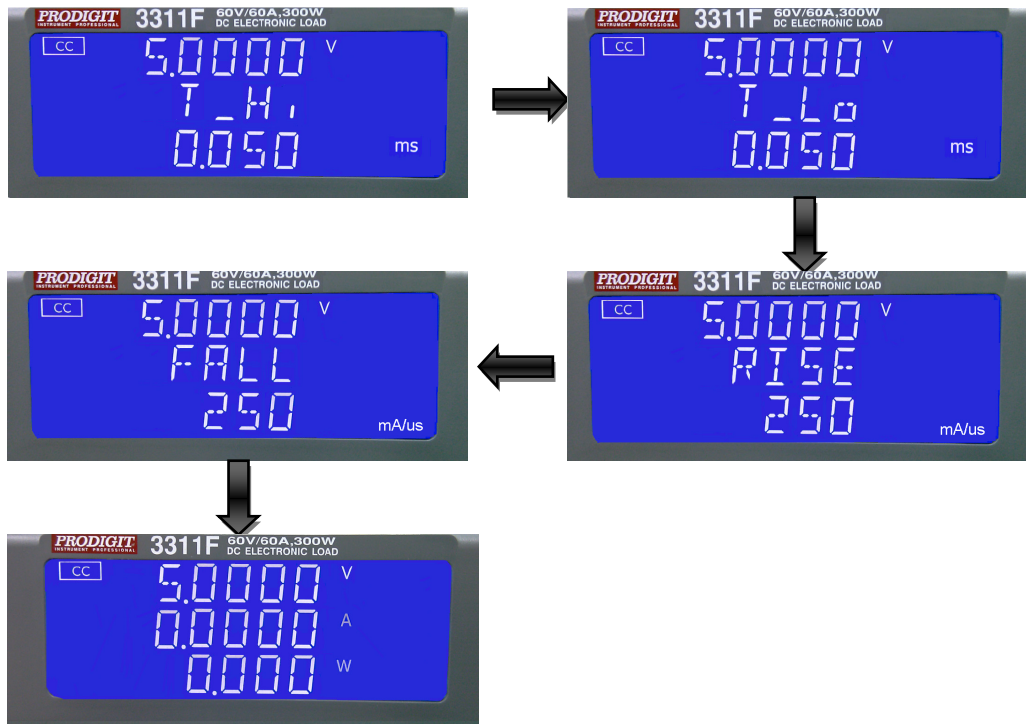 PRODIGIT 3311F 60V/60A,300W
INSTRUMENT PROFESSIONAL DC ELECTRONIC LOAD
CC 5.0000 V
T_Hi
0.050 ms
PRODIGIT 3311F 60V/60A,300W
INSTRUMENT PROFESSIONAL DC ELECTRONIC LOAD
CC 5.0000 V
T_Lo
0.050 ms
PRODIGIT 3311F 60V/60A,300W
INSTRUMENT PROFESSIONAL DC ELECTRONIC LOAD
CC 5.0000 V
RISE
250 mA/us
PRODIGIT 3311F 60V/60A,300W
INSTRUMENT PROFESSIONAL DC ELECTRONIC LOAD
CC 5.0000 V
FALL
250 mA/us
PRODIGIT 3311F 60V/60A,300W
INSTRUMENT PROFESSIONAL DC ELECTRONIC LOAD
CC 5.0000 V
0.0000 A
0.000 W